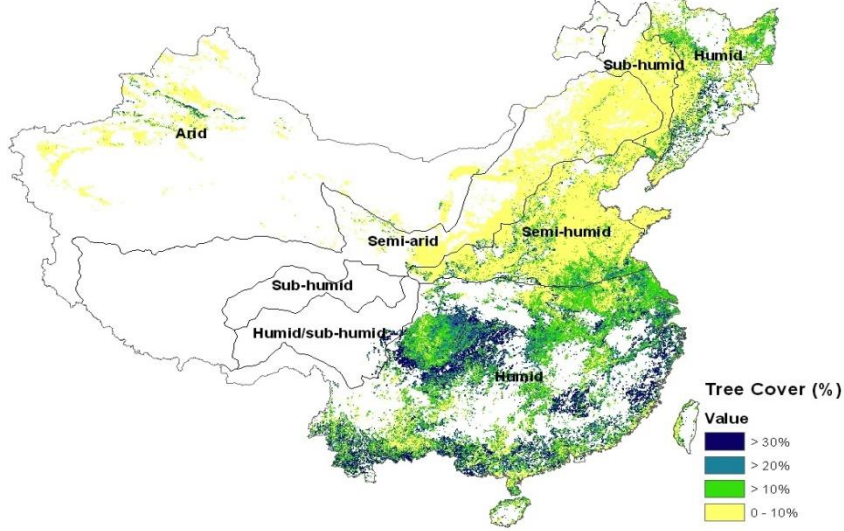 Sub-humid
Humid
Arid
Semi-arid
Semi-humid
Sub-humid
Humid/sub-humid
Humid
Tree Cover (%)
Value
> 30%
> 20%
> 10%
0 - 10%